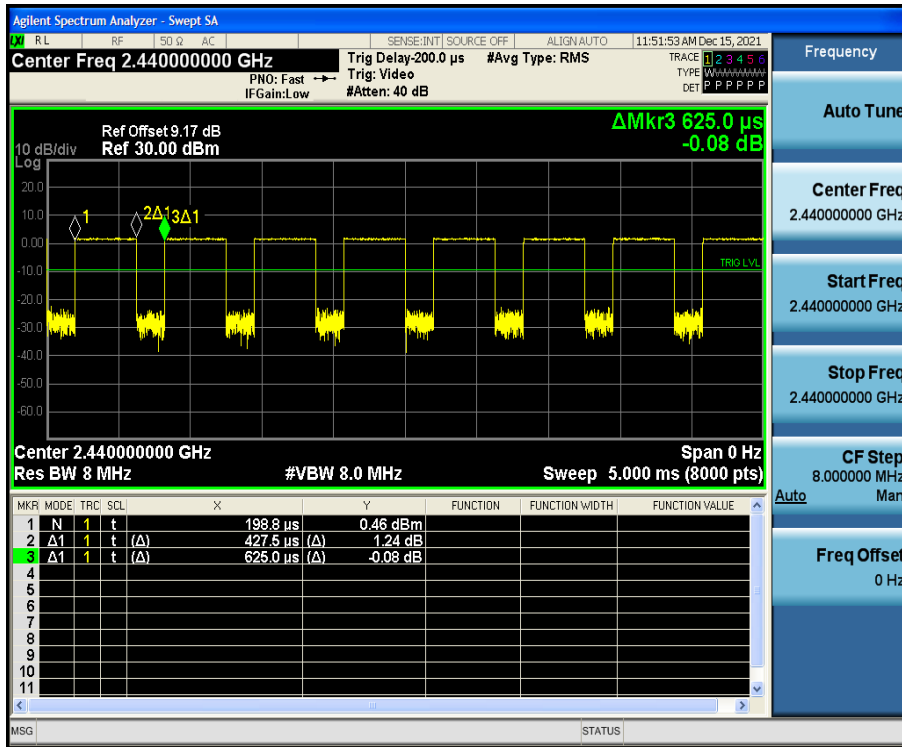 Agilent Spectrum Analyzer - Swept SA
LXI RL RF 50 Ω AC SENSE:INT SOURCE OFF ALIGNAUTO 11:51:53 AM Dec 15, 2021
Center Freq 2.440000000 GHz
PNO: Fast
IFGain:Low
Trig Delay-200.0 µs #Avg Type: RMS
Trig: Video
#Atten: 40 dB
TRACE 1 2 3 4 5 6
TYPE WWWWWW
DET P P P P P P
ΔMkr3 625.0 µs
-0.08 dB
Ref Offset 9.17 dB
10 dB/div Ref 30.00 dBm
Log
20.0
10.0
0.00
-10.0
-20.0
-30.0
-40.0
-50.0
-60.0
1
2Δ1
3Δ1
TRIG LVL
Center 2.440000000 GHz Span 0 Hz
Res BW 8 MHz #VBW 8.0 MHz Sweep 5.000 ms (8000 pts)
MKR MODE TRC SCL X Y FUNCTION FUNCTION WIDTH FUNCTION VALUE
1 N 1 t 198.8 µs 0.46 dBm
2 Δ1 1 t (Δ) 427.5 µs (Δ) 1.24 dB
3 Δ1 1 t (Δ) 625.0 µs (Δ) -0.08 dB
4
5
6
7
8
9
10
11
MSG STATUS
Frequency
Auto Tune
Center Freq
2.440000000 GHz
Start Freq
2.440000000 GHz
Stop Freq
2.440000000 GHz
CF Step
8.000000 MHz
Auto Man
Freq Offset
0 Hz